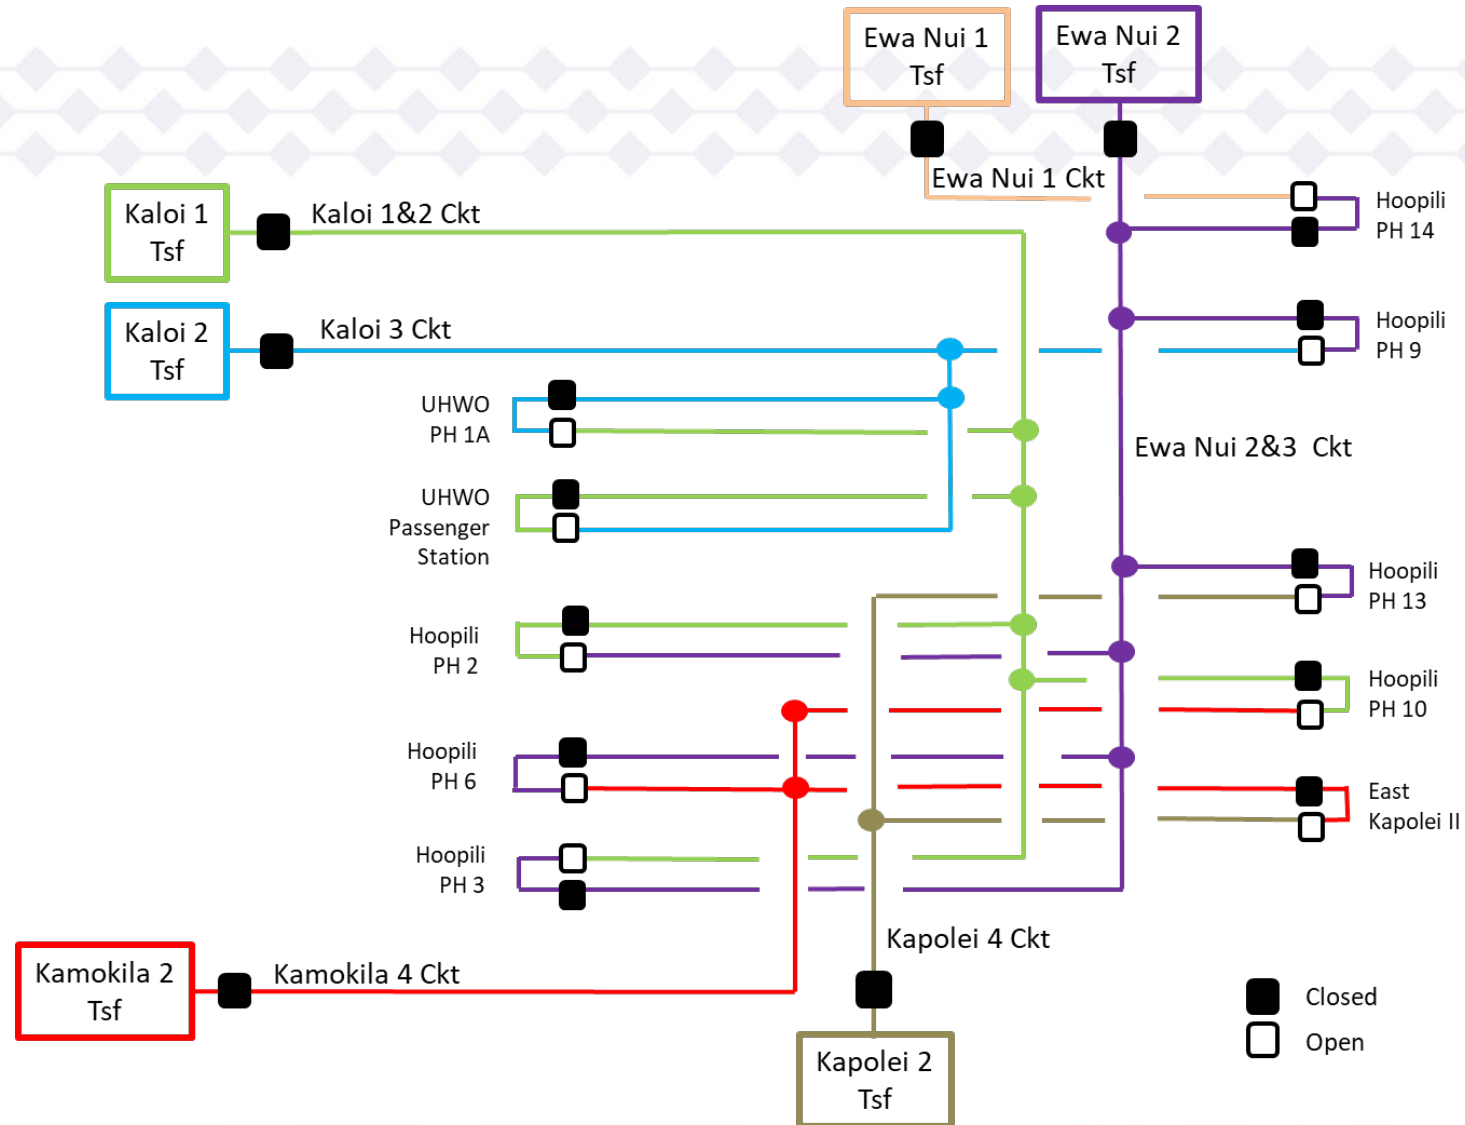 Ewa Nui 1
Tsf
Ewa Nui 2
Tsf
Ewa Nui 1 Ckt
Kaloi 1
Tsf
Kaloi 1&2 Ckt
Hoopili
PH 14
Kaloi 2
Tsf
Kaloi 3 Ckt
Hoopili
PH 9
UHWO
PH 1A
Ewa Nui 2&3 Ckt
UHWO
Passenger
Station
Hoopili
PH 13
Hoopili
PH 2
Hoopili
PH 10
Hoopili
PH 6
East
Kapolei II
Hoopili
PH 3
Kapolei 4 Ckt
Kamokila 2
Tsf
Kamokila 4 Ckt
Closed
Open
Kapolei 2
Tsf